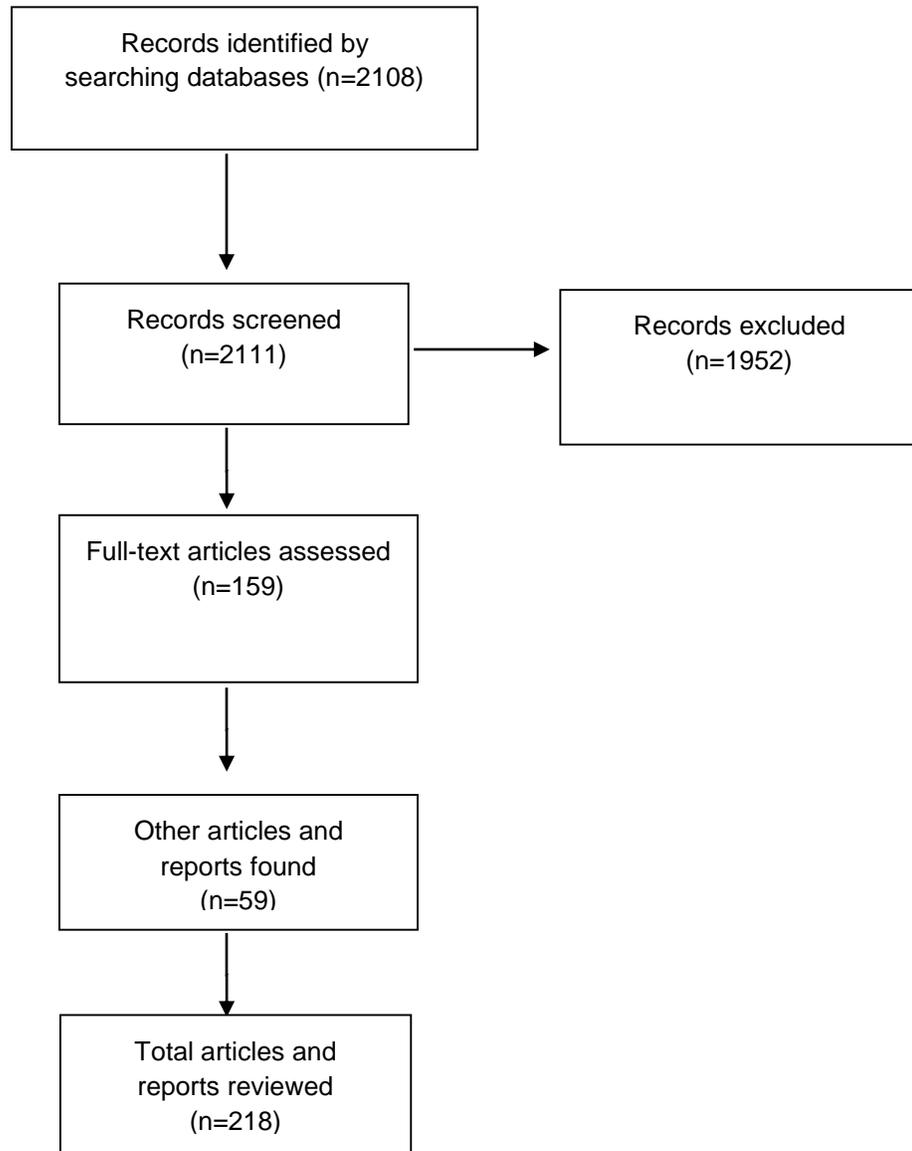 Records identified by
searching databases (n=2108)
Records screened
(n=2111)
Records excluded
(n=1952)
Full-text articles assessed
(n=159)
Other articles and
reports found
(n=59)
Total articles and
reports reviewed
(n=218)